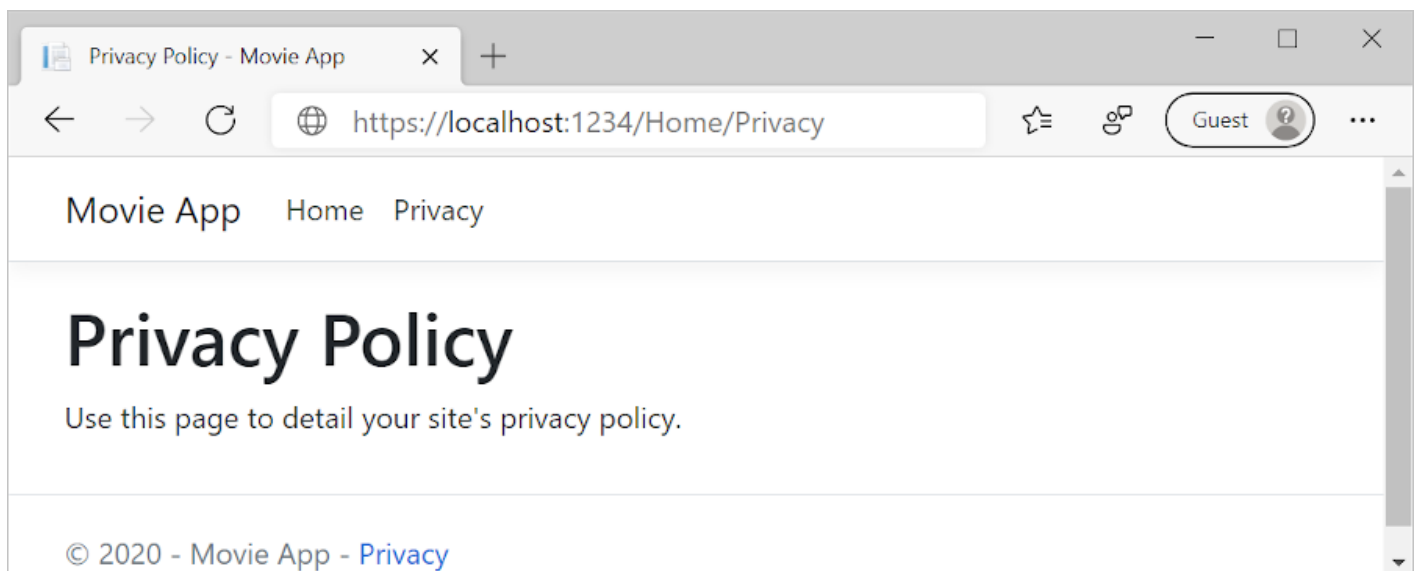 Privacy Policy - Movie App
https://localhost:1234/Home/Privacy
Guest
Movie App Home Privacy
Privacy Policy
Use this page to detail your site's privacy policy.
© 2020 - Movie App - Privacy